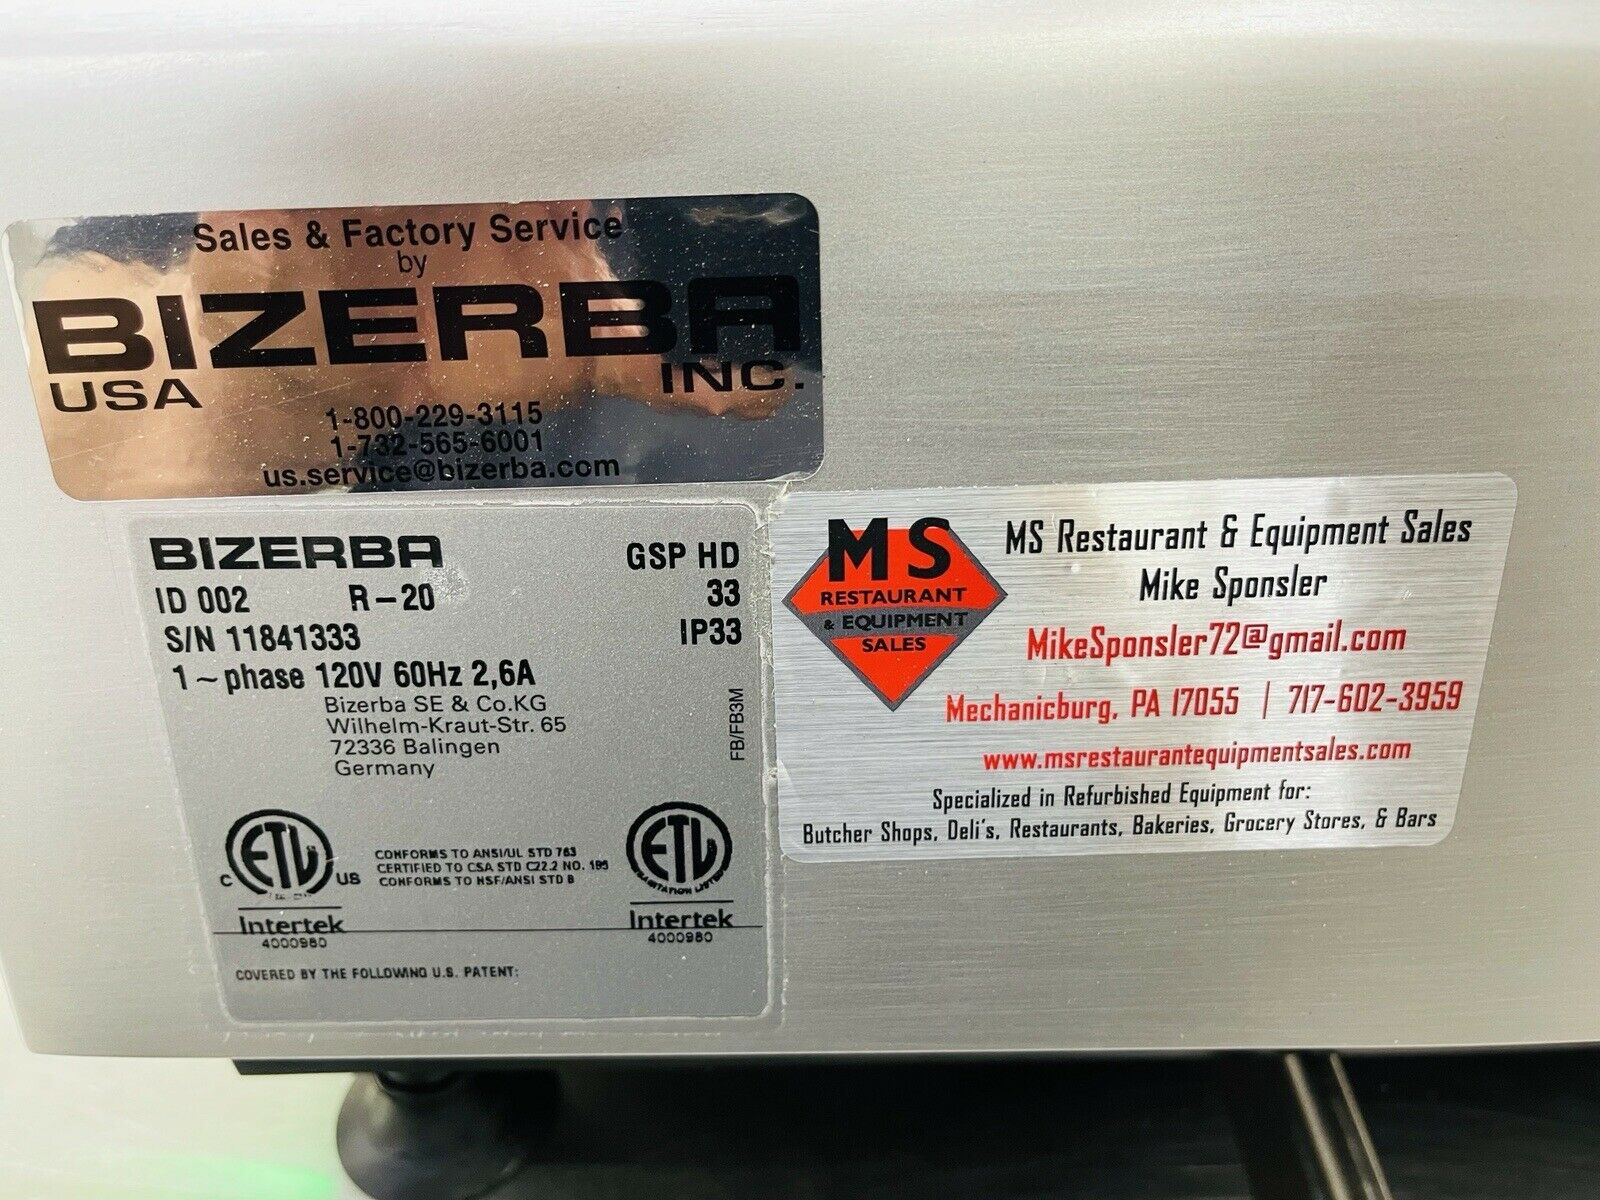 Sales & Factory Service
by
BIZERBA
USA INC.
1-800-229-3115
1-732-565-6001
us.service@bizerba.com
BIZERBA GSP HD
ID 002 R-20 33
S/N 11841333 IP33
1~phase 120V 60Hz 2,6A
Bizerba SE & Co.KG
Wilhelm-Kraut-Str. 65
72336 Balingen
Germany
FB/FB3M
ETL
C US
Intertek
4000980
CONFORMS TO ANSI/UL STD 763
CERTIFIED TO CSA STD C22.2 NO. 195
CONFORMS TO NSF/ANSI STD 8
ETL
SANITATION LISTED
Intertek
4000980
COVERED BY THE FOLLOWING U.S. PATENT:
MS
RESTAURANT
& EQUIPMENT
SALES
MS Restaurant & Equipment Sales
Mike Sponsler
MikeSponsler72@gmail.com
Mechanicburg, PA 17055 | 717-602-3959
www.msrestaurantequipmentsales.com
Specialized in Refurbished Equipment for:
Butcher Shops, Deli's, Restaurants, Bakeries, Grocery Stores, & Bars